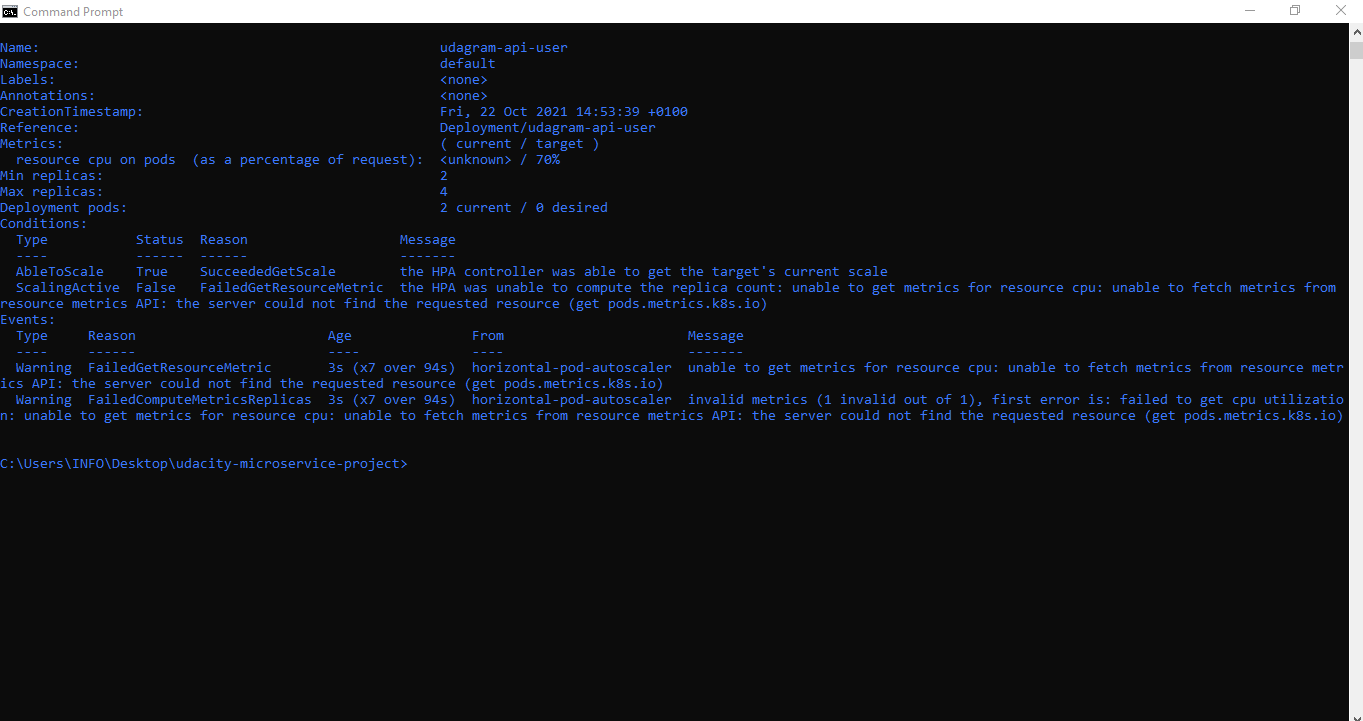 Command Prompt
Name: udagram-api-user
Namespace: default
Labels: <none>
Annotations: <none>
CreationTimestamp: Fri, 22 Oct 2021 14:53:39 +0100
Reference: Deployment/udagram-api-user
Metrics: ( current / target )
resource cpu on pods (as a percentage of request): <unknown> / 70%
Min replicas: 2
Max replicas: 4
Deployment pods: 2 current / 0 desired
Conditions:
Type Status Reason Message
---- ------ ------ -------
AbleToScale True SucceededGetScale the HPA controller was able to get the target's current scale
ScalingActive False FailedGetResourceMetric the HPA was unable to compute the replica count: unable to get metrics for resource cpu: unable to fetch metrics from
resource metrics API: the server could not find the requested resource (get pods.metrics.k8s.io)
Events:
Type Reason Age From Message
---- ------ ---- ---- -------
Warning FailedGetResourceMetric 3s (x7 over 94s) horizontal-pod-autoscaler unable to get metrics for resource cpu: unable to fetch metrics from resource metr
ics API: the server could not find the requested resource (get pods.metrics.k8s.io)
Warning FailedComputeMetricsReplicas 3s (x7 over 94s) horizontal-pod-autoscaler invalid metrics (1 invalid out of 1), first error is: failed to get cpu utilizatio
n: unable to get metrics for resource cpu: unable to fetch metrics from resource metrics API: the server could not find the requested resource (get pods.metrics.k8s.io)
C:\Users\INFO\Desktop\udacity-microservice-project>